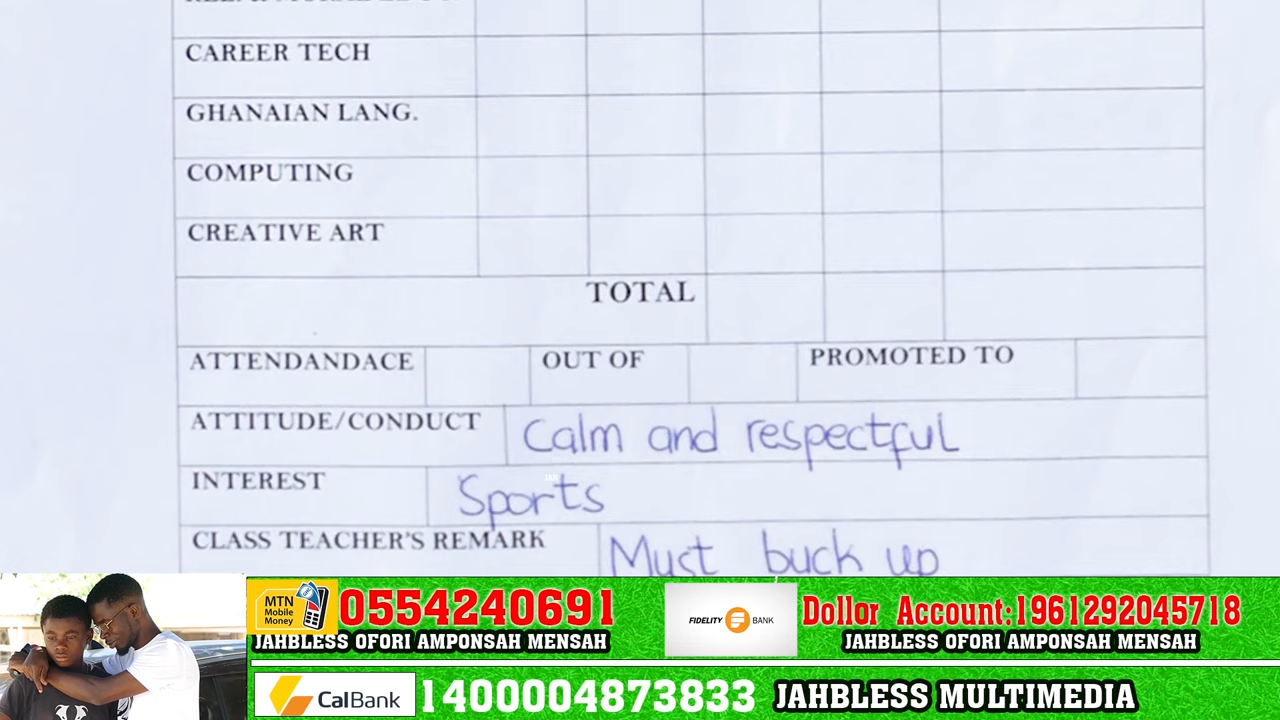 CAREER TECH
GHANAIAN LANG.
COMPUTING
CREATIVE ART
TOTAL
ATTENDANDACE OUT OF PROMOTED TO
ATTITUDE/CONDUCT Calm and respectful
INTEREST Sports
CLASS TEACHER'S REMARK Must buck up
MTN Mobile Money 0554240691
JAHBLESS OFORI AMPONSAH MENSAH
FIDELITY BANK Dollor Account:1961292045718
JAHBLESS OFORI AMPONSAH MENSAH
CalBank 1400004873833 JAHBLESS MULTIMEDIA